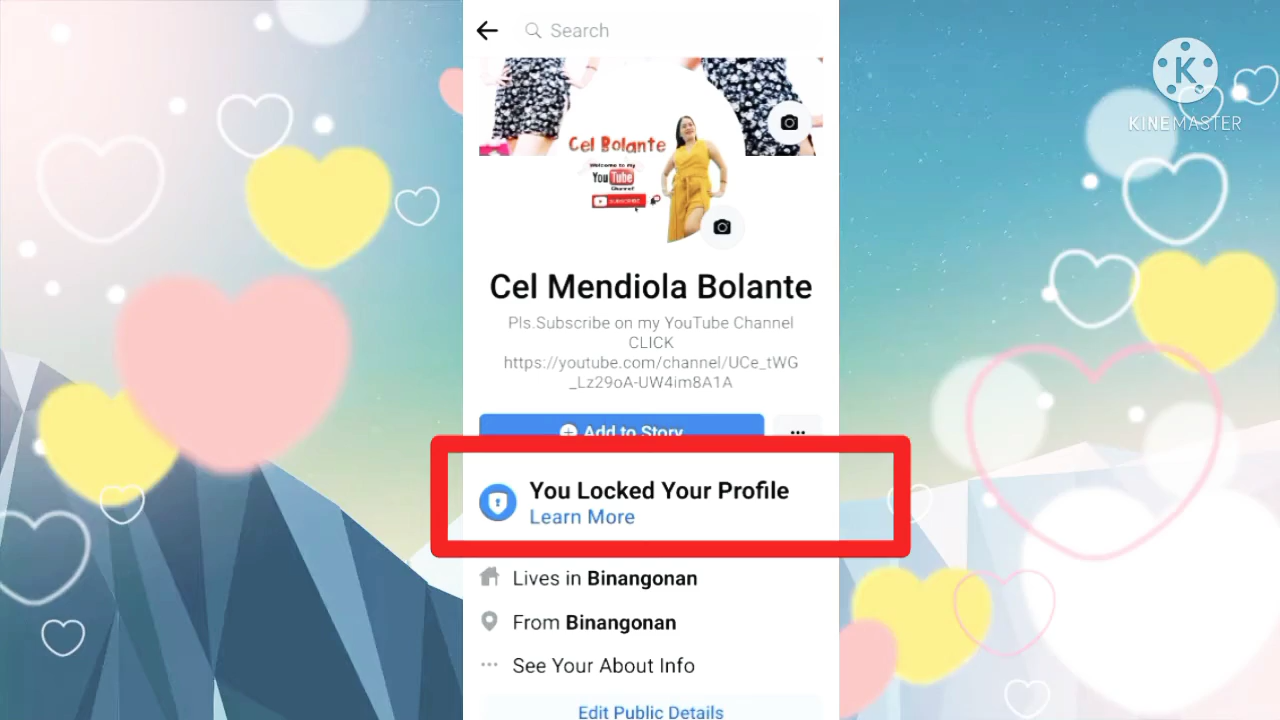 Search
K
KINEMASTER
Cel Bolante
Welcome to my
YouTube
Channel
SUBSCRIBE
Cel Mendiola Bolante
Pls.Subscribe on my YouTube Channel
CLICK
https://youtube.com/channel/UCe_tWG
_Lz29oA-UW4im8A1A
Add to Story
You Locked Your Profile
Learn More
Lives in Binangonan
From Binangonan
See Your About Info
Edit Public Details